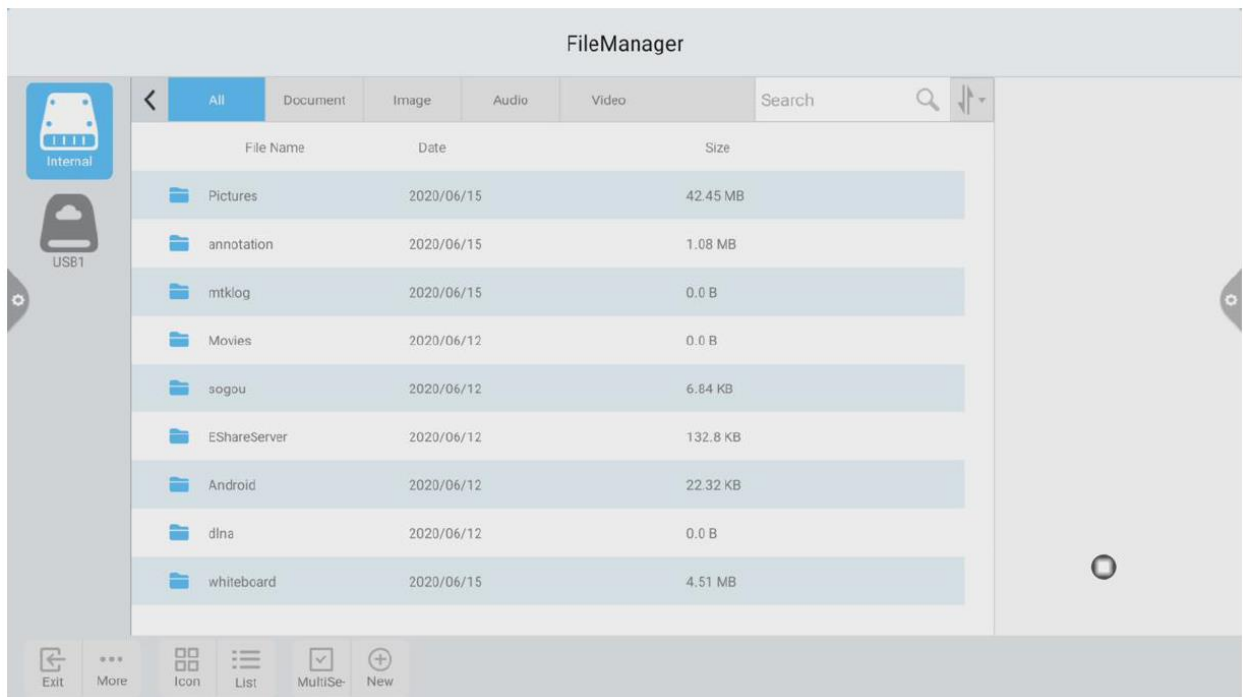 FileManager
All Document Image Audio Video Search
Internal
File Name Date Size
Pictures 2020/06/15 42.45 MB
annotation 2020/06/15 1.08 MB
USB1
mtklog 2020/06/15 0.0 B
Movies 2020/06/12 0.0 B
sogou 2020/06/12 6.84 KB
EShareServer 2020/06/12 132.8 KB
Android 2020/06/12 22.32 KB
dlna 2020/06/12 0.0 B
whiteboard 2020/06/15 4.51 MB
Exit More Icon List MultiSe- New